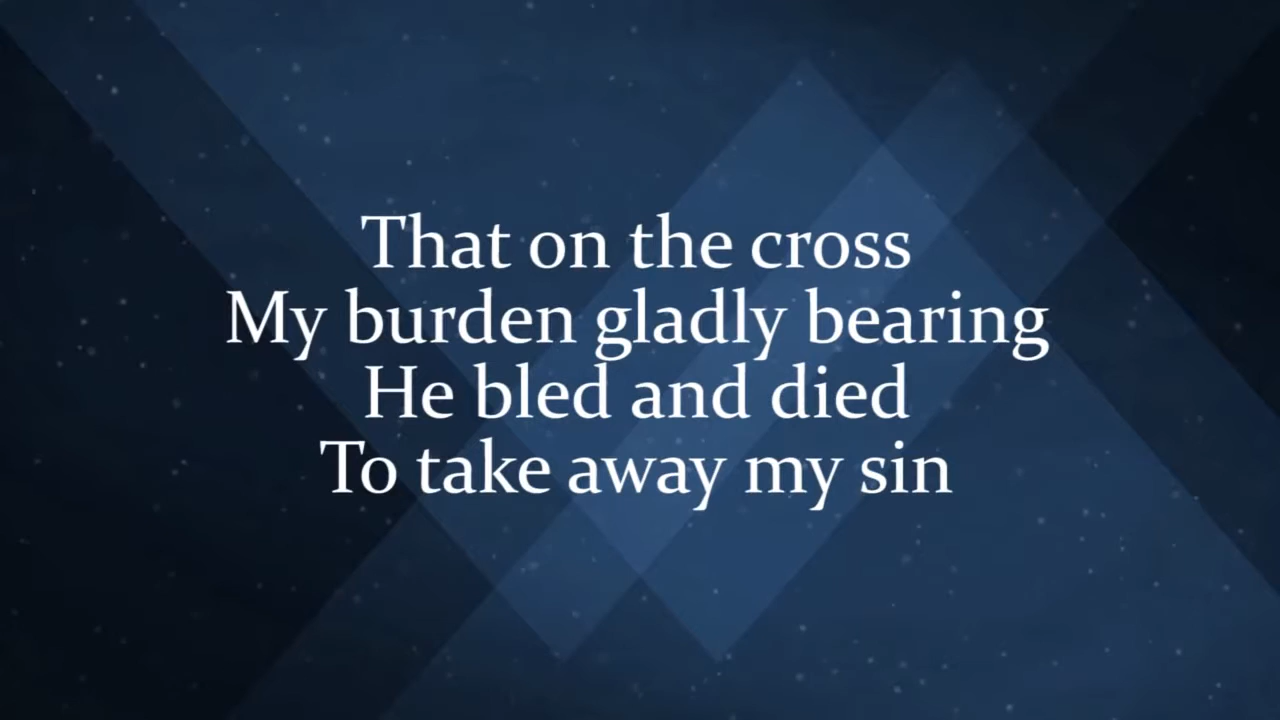 That on the cross
My burden gladly bearing
He bled and died
To take away my sin